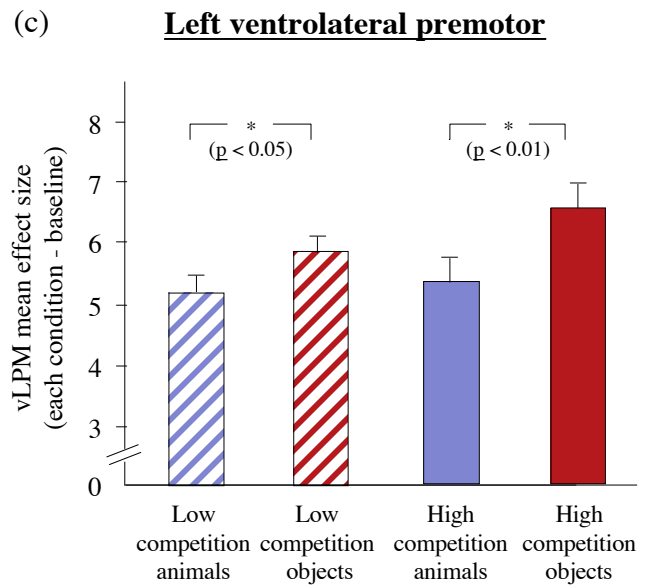 (c) Left ventrolateral premotor
vLPM mean effect size
(each condition - baseline)
8
7
6
5
4
3
0
*
(p < 0.05)
*
(p < 0.01)
Low
competition
animals
Low
competition
objects
High
competition
animals
High
competition
objects